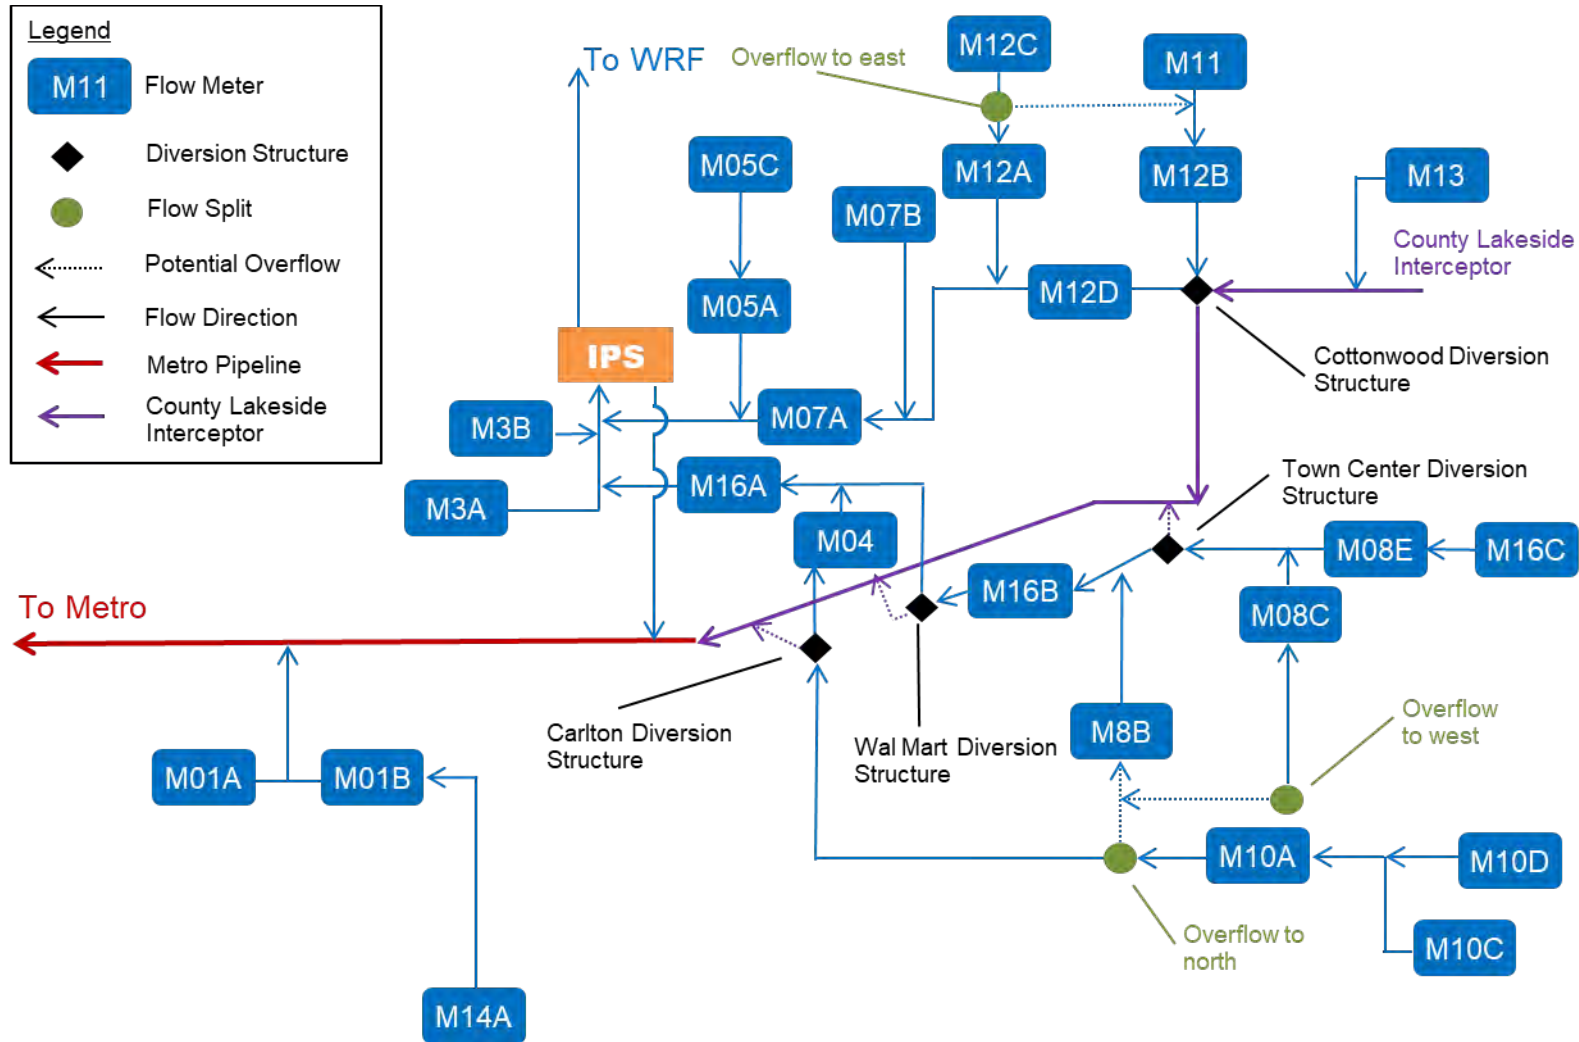 Legend
M11
Flow Meter
Diversion Structure
Flow Split
Potential Overflow
Flow Direction
Metro Pipeline
County Lakeside
Interceptor
To WRF
Overflow to east
M12C
M11
M05C
M12A
M12B
M13
M07B
County Lakeside
Interceptor
M05A
M12D
IPS
Cottonwood Diversion
Structure
M3B
M07A
M3A
M16A
Town Center Diversion
Structure
M04
M08E
M16C
M16B
M08C
To Metro
Carlton Diversion
Structure
Wal Mart Diversion
Structure
M8B
Overflow
to west
M01A
M01B
M10A
M10D
Overflow to
north
M10C
M14A